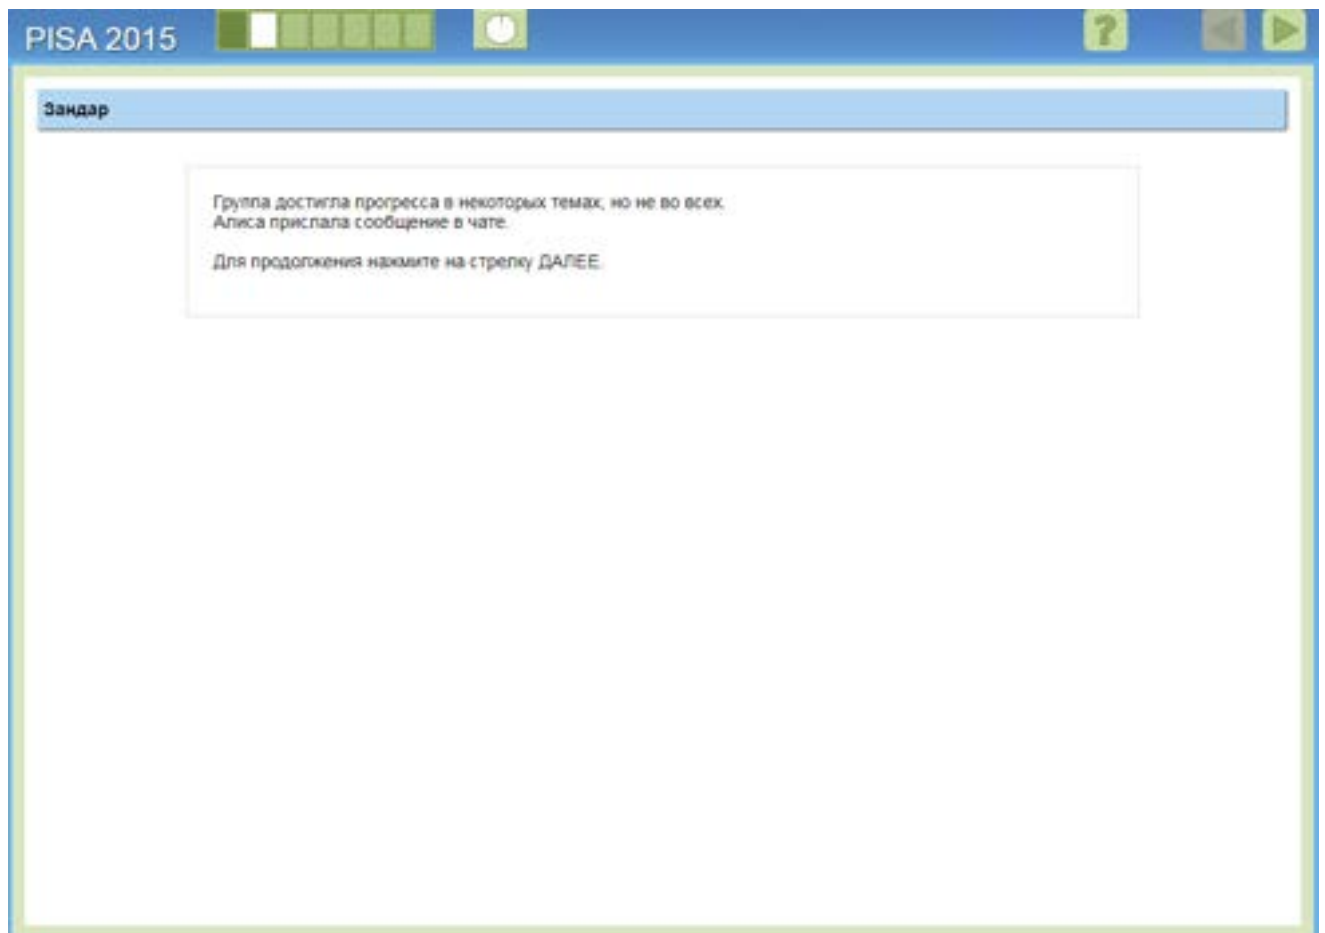 PISA 2015
?
Зандар
Группа достигла прогресса в некоторых темах, но не во всех.
Алиса прислала сообщение в чате.
Для продолжения нажмите на стрелку ДАЛЕЕ.